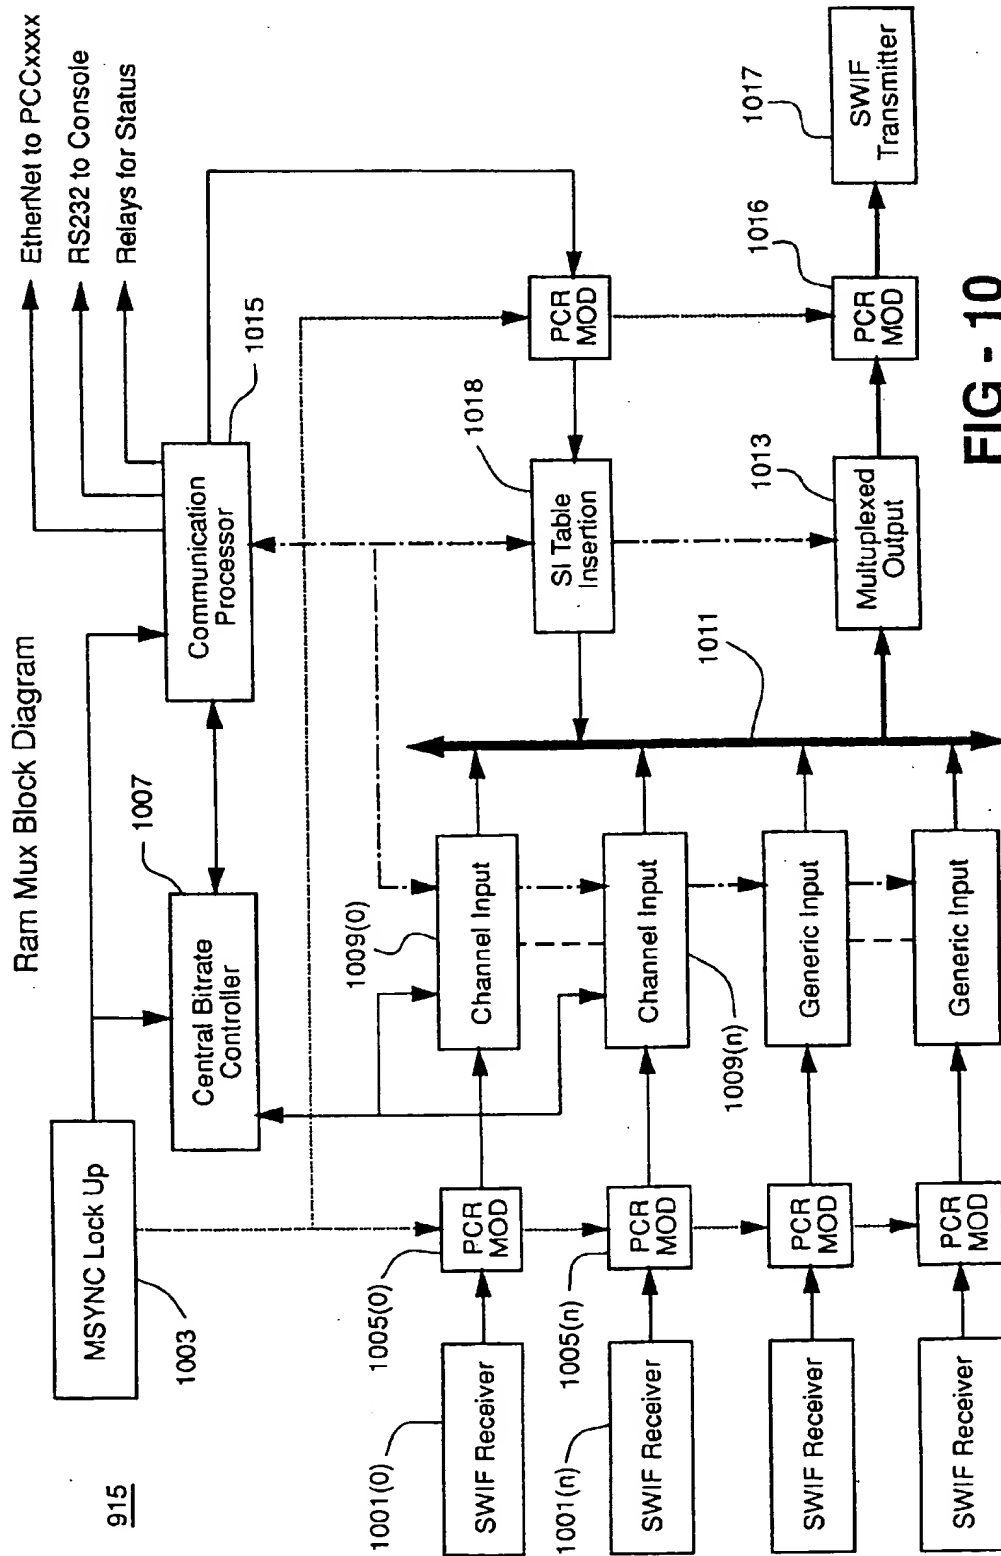 Ram Mux Block Diagram
915
MSYNC Lock Up
1003
Central Bitrate
Controller
1007
Communication
Processor
1015
EtherNet to PCCxxxx
RS232 to Console
Relays for Status
1001(0)
SWIF Receiver
1005(0)
PCR
MOD
1009(0)
Channel Input
1001(n)
SWIF Receiver
1005(n)
PCR
MOD
Channel Input
1009(n)
SWIF Receiver
PCR
MOD
Generic Input
SWIF Receiver
PCR
MOD
Generic Input
1011
SI Table
Insertion
1018
PCR
MOD
Multuplexed
Output
1013
PCR
MOD
1016
SWIF
Transmitter
1017
FIG - 10